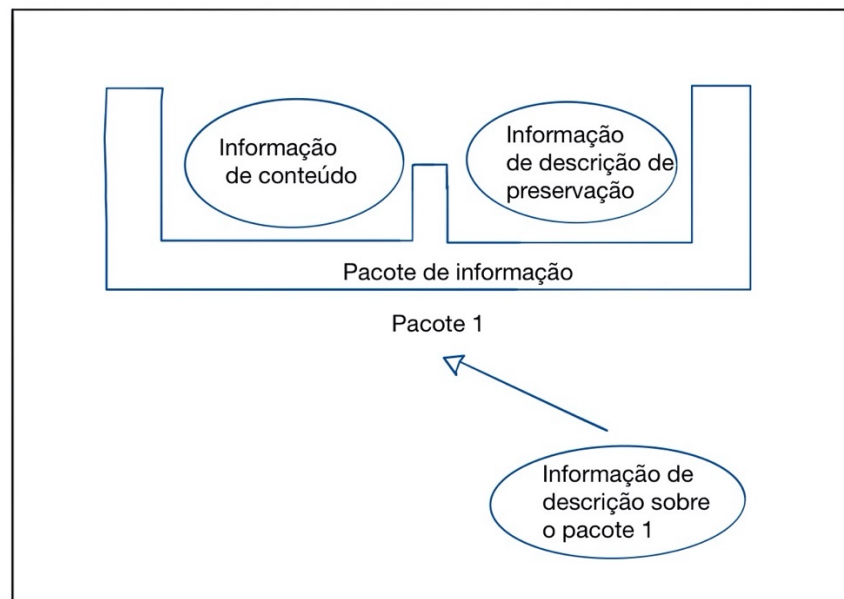 Informação
de conteúdo
Informação
de descrição de
preservação
Pacote de informação
Pacote 1
Informação de
descrição sobre
o pacote 1